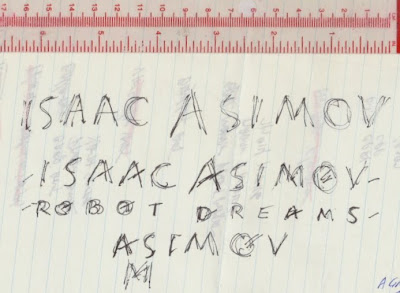 ISAAC ASIMOV
-ISAAC ASIMOV-
-ROBOT DREAMS-
ASIMOV
M